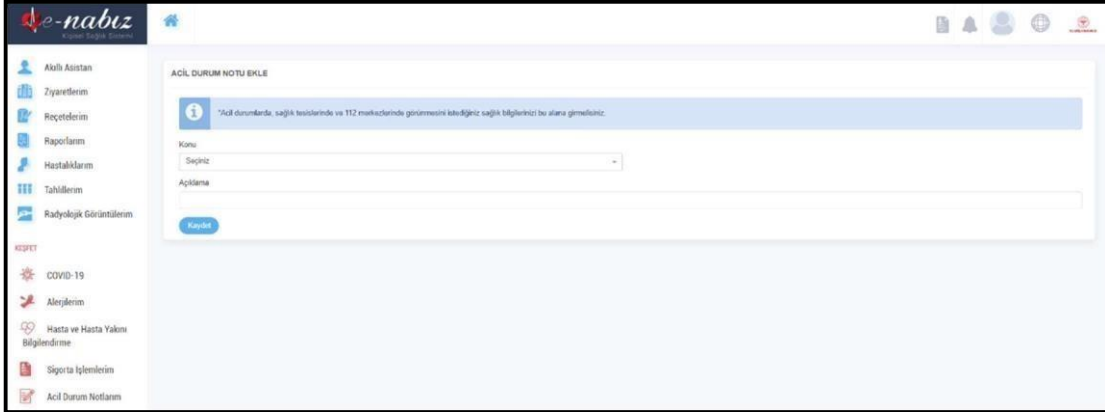 e-nabız
Kişisel Sağlık Sistemi
Akıllı Asistan
Ziyaretlerim
Reçetelerim
Raporlarım
Hastalıklarım
Tahlillerim
Radyolojik Görüntülerim
KEŞFET
COVID-19
Alerjilerim
Hasta ve Hasta Yakını
Bilgilendirme
Sigorta İşlemlerim
Acil Durum Notlarım
ACİL DURUM NOTU EKLE
*Acil durumlarda, sağlık tesislerinde ve 112 merkezlerinde görünmesini istediğiniz sağlık bilgilerinizi bu alana girmelisiniz.
Konu
Seçiniz
Açıklama
Kaydet